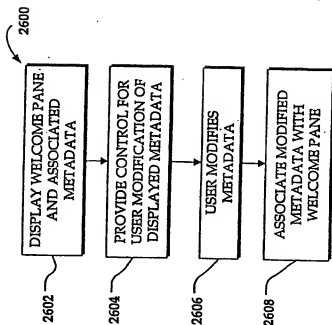 2600
DISPLAY WELCOME PANE
AND ASSOCIATED
METADATA
2602
PROVIDE CONTROL FOR
USER MODIFICATION OF
DISPLAYED METADATA
2604
USER MODIFIES
METADATA
2606
ASSOCIATE MODIFIED
METADATA WITH
WELCOME PANE
2608